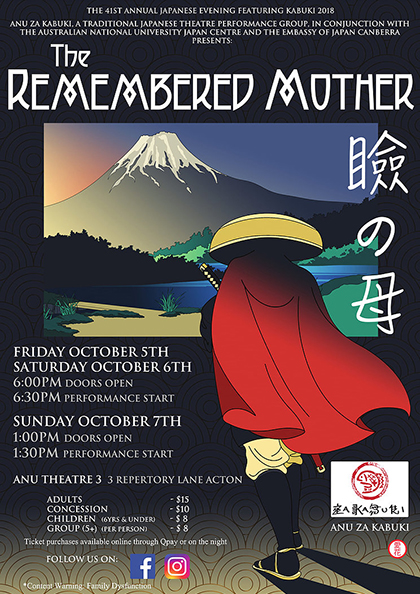 THE 41ST ANNUAL JAPANESE EVENING FEATURING KABUKI 2018
ANU ZA KABUKI, A TRADITIONAL JAPANESE THEATRE PERFORMANCE GROUP, IN CONJUNCTION WITH
THE AUSTRALIAN NATIONAL UNIVERSITY JAPAN CENTRE AND THE EMBASSY OF JAPAN CANBERRA
PRESENTS:
The
REMEMBERED MOTHER
瞼の母
FRIDAY OCTOBER 5TH
SATURDAY OCTOBER 6TH
6:00PM DOORS OPEN
6:30PM PERFORMANCE START
SUNDAY OCTOBER 7TH
1:00PM DOORS OPEN
1:30PM PERFORMANCE START
ANU THEATRE 3 3 REPERTORY LANE ACTON
ADULTS - $15
CONCESSION - $10
CHILDREN (6YRS & UNDER) - $ 8
GROUP (5+) (PER PERSON) - $ 8
Ticket purchases available online through Qpay or on the night
FOLLOW US ON:
*Content Warning: Family Dysfunction
ZA KABUKI
ANU ZA KABUKI